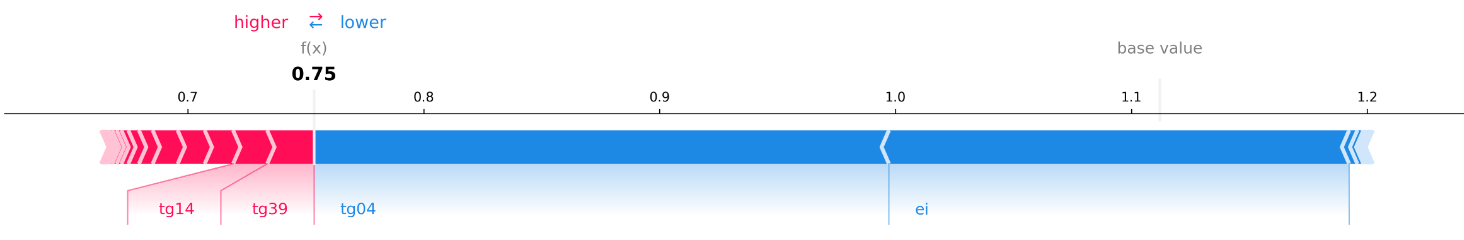 higher ⇄ lower
f(x)
base value
0.75
0.7 0.8 0.9 1.0 1.1 1.2
tg14 tg39 tg04 ei